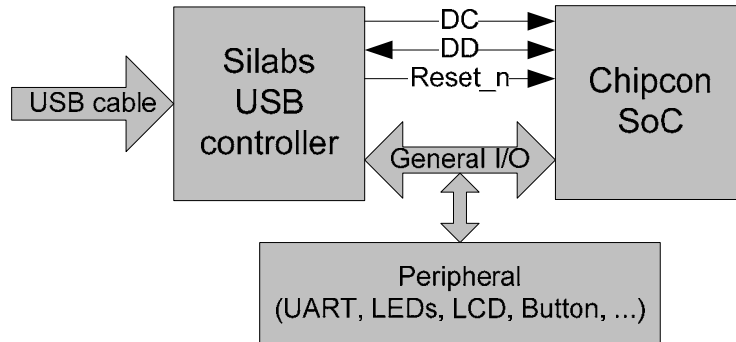 DC
DD
Reset_n
Silabs
USB
controller
Chipcon
SoC
USB cable
General I/O
Peripheral
(UART, LEDs, LCD, Button, ...)